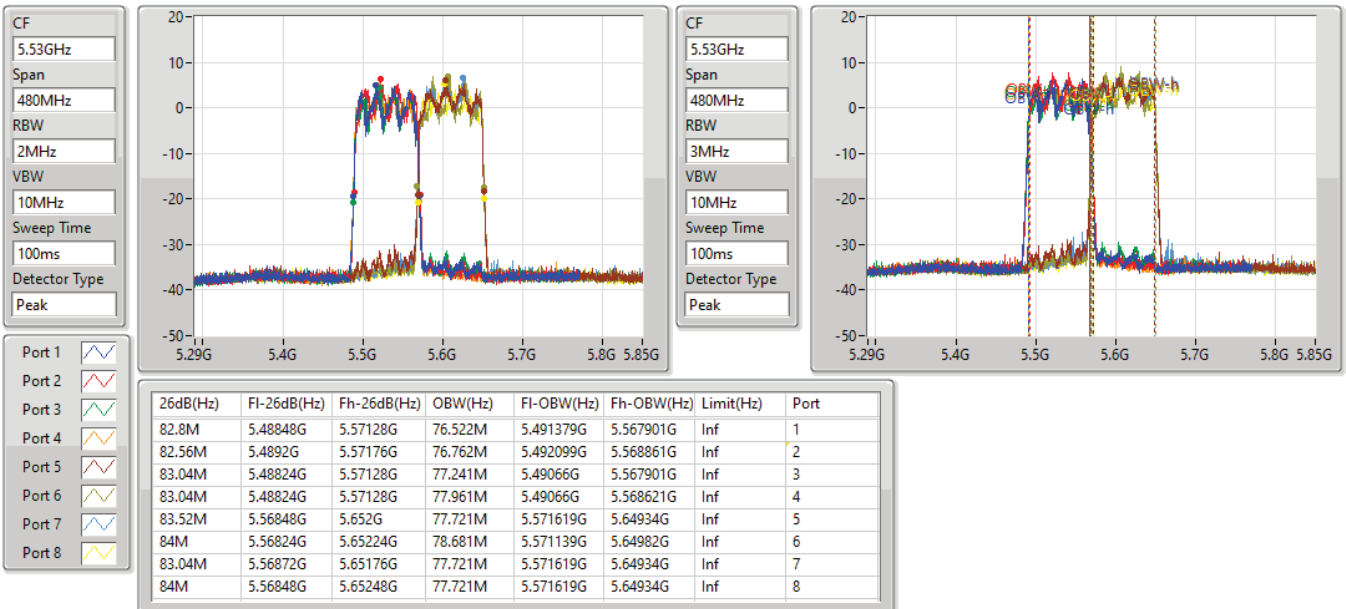 CF
5.53GHz
Span
480MHz
RBW
2MHz
VBW
10MHz
Sweep Time
100ms
Detector Type
Peak
20
10
0
-10
-20
-30
-40
-50
5.29G 5.4G 5.5G 5.6G 5.7G 5.8G 5.85G
CF
5.53GHz
Span
480MHz
RBW
3MHz
VBW
10MHz
Sweep Time
100ms
Detector Type
Peak
20
10
0
-10
-20
-30
-40
-50
5.29G 5.4G 5.5G 5.6G 5.7G 5.8G 5.85G
Port 1
Port 2
Port 3
Port 4
Port 5
Port 6
Port 7
Port 8
26dB(Hz) Fl-26dB(Hz) Fh-26dB(Hz) OBW(Hz) Fl-OBW(Hz) Fh-OBW(Hz) Limit(Hz) Port
82.8M 5.48848G 5.57128G 76.522M 5.491379G 5.567901G Inf 1
82.56M 5.4892G 5.57176G 76.762M 5.492099G 5.568861G Inf 2
83.04M 5.48824G 5.57128G 77.241M 5.49066G 5.567901G Inf 3
83.04M 5.48824G 5.57128G 77.961M 5.49066G 5.568621G Inf 4
83.52M 5.56848G 5.652G 77.721M 5.571619G 5.64934G Inf 5
84M 5.56824G 5.65224G 78.681M 5.571139G 5.64982G Inf 6
83.04M 5.56872G 5.65176G 77.721M 5.571619G 5.64934G Inf 7
84M 5.56848G 5.65248G 77.721M 5.571619G 5.64934G Inf 8